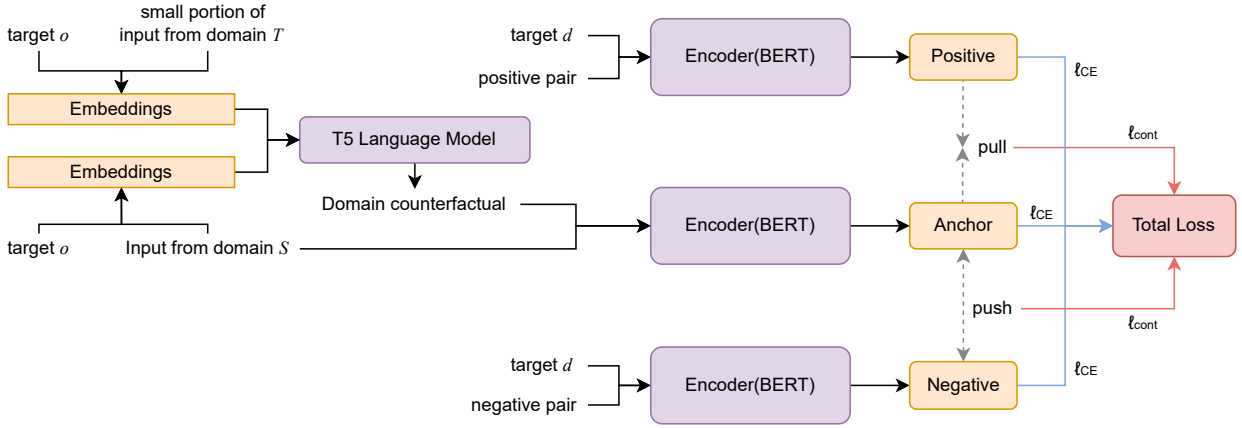 small portion of
target o
input from domain T
Embeddings
Embeddings
target o
Input from domain S
T5 Language Model
Domain counterfactual
target d
positive pair
Encoder(BERT)
Positive
ℓCE
pull
ℓcont
Encoder(BERT)
Anchor
ℓCE
Total Loss
push
ℓcont
target d
negative pair
Encoder(BERT)
Negative
ℓCE